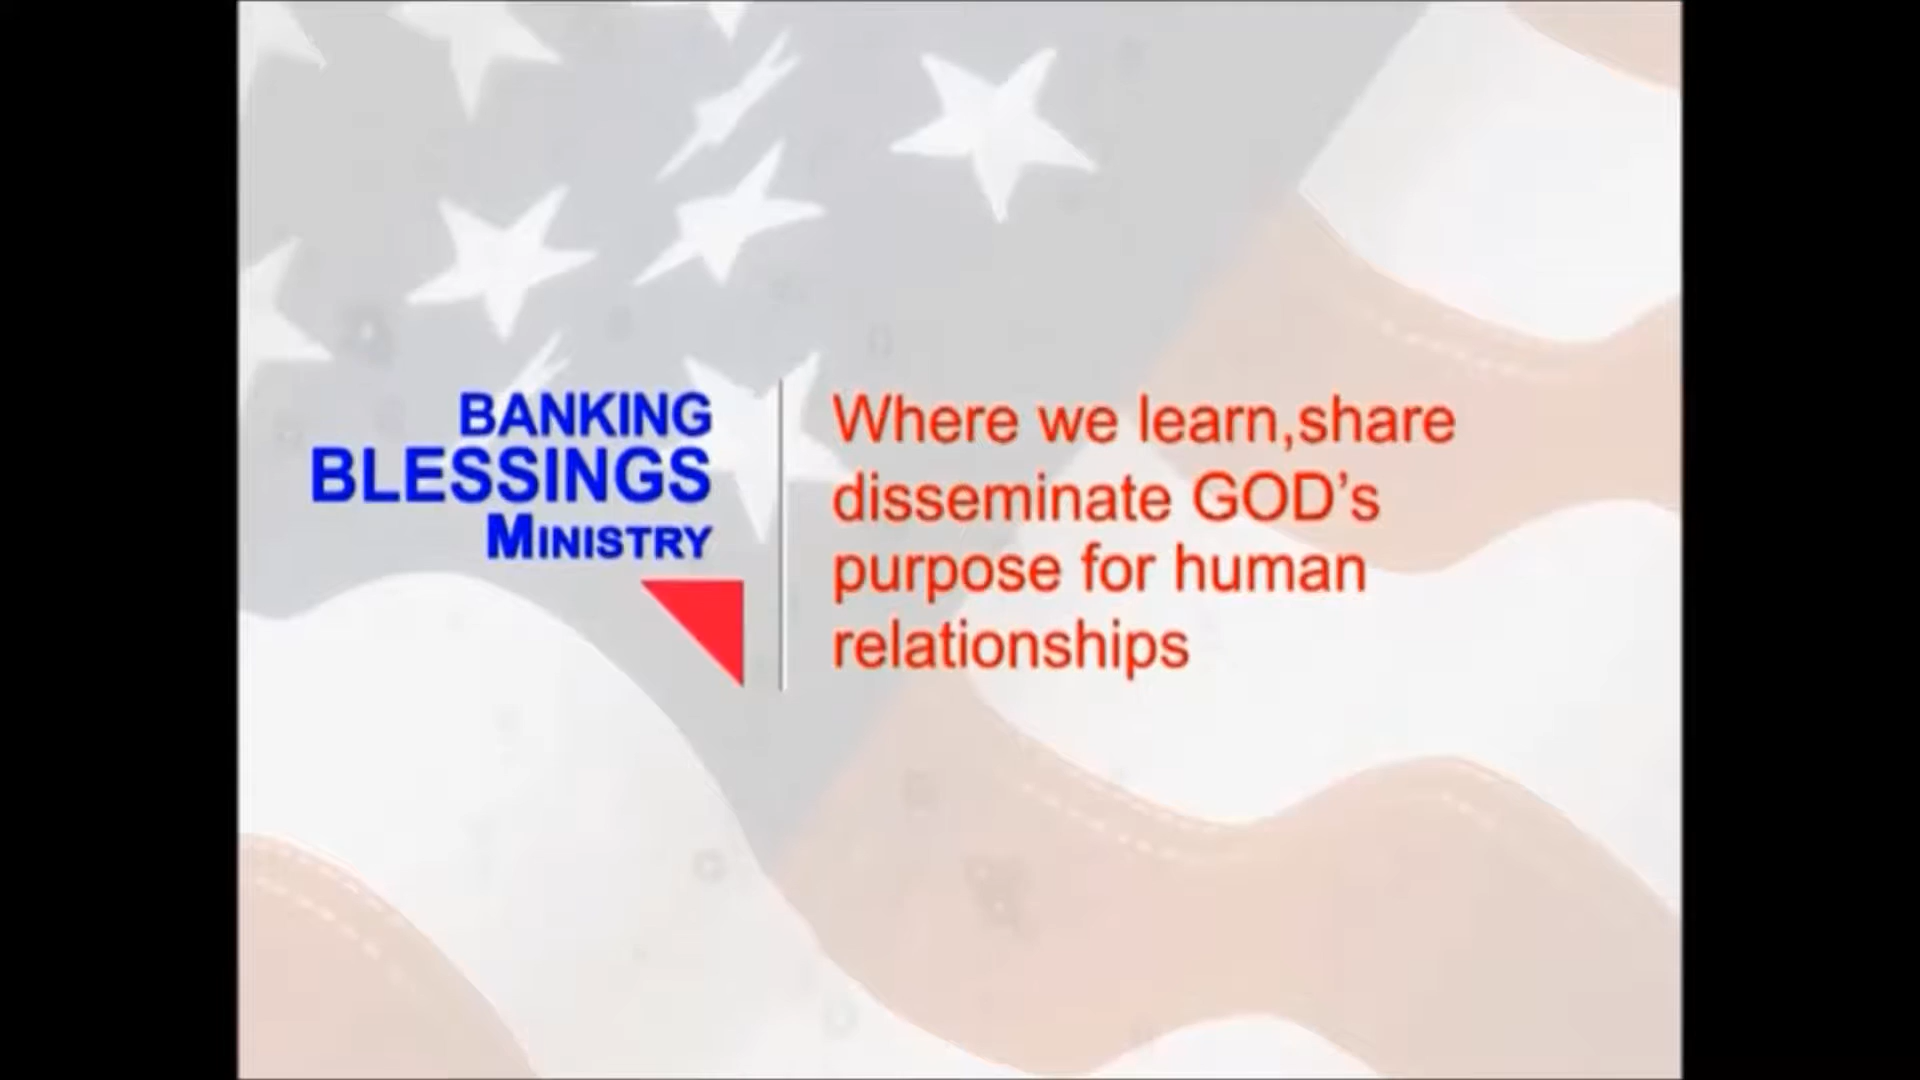 BANKING
BLESSINGS
MINISTRY
Where we learn,share
disseminate GOD's
purpose for human
relationships